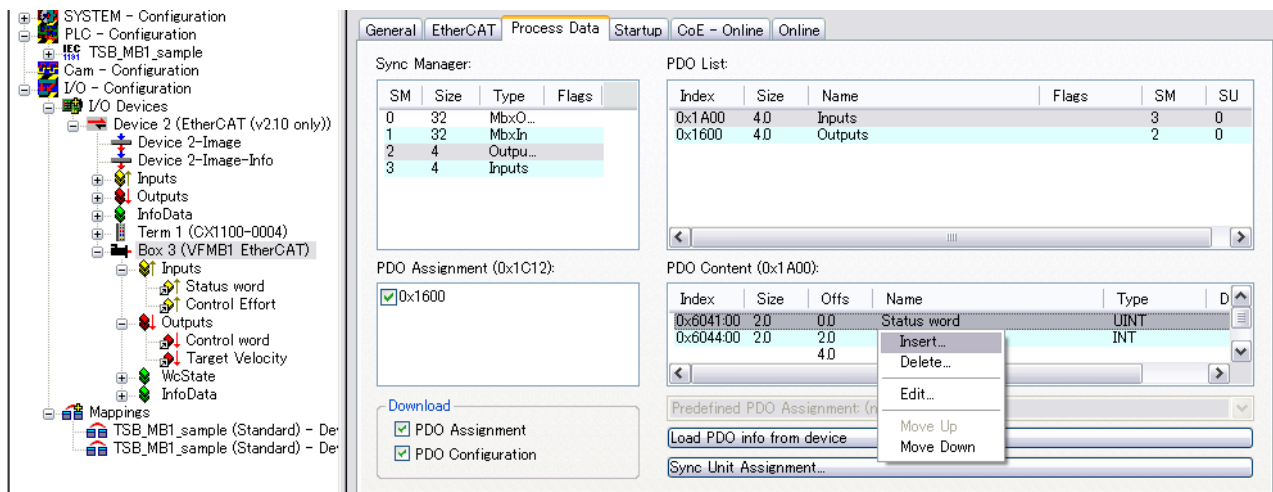 SYSTEM - Configuration
PLC - Configuration
IEC 1131 TSB_MB1_sample
Cam - Configuration
I/O - Configuration
I/O Devices
Device 2 (EtherCAT (v2.10 only))
Device 2-Image
Device 2-Image-Info
Inputs
Outputs
InfoData
Term 1 (CX1100-0004)
Box 3 (VFMB1 EtherCAT)
Inputs
Status word
Control Effort
Outputs
Control word
Target Velocity
WcState
InfoData
Mappings
TSB_MB1_sample (Standard) - De
TSB_MB1_sample (Standard) - De
General EtherCAT Process Data Startup CoE - Online Online
Sync Manager:
SM Size Type Flags
0 32 MbxO...
1 32 MbxIn
2 4 Outpu...
3 4 Inputs
PDO List:
Index Size Name Flags SM SU
0x1A00 4.0 Inputs 3 0
0x1600 4.0 Outputs 2 0
PDO Assignment (0x1C12):
0x1600
PDO Content (0x1A00):
Index Size Offs Name Type D
0x6041:00 2.0 0.0 Status word UINT
0x6044:00 2.0 2.0 INT
4.0
Insert...
Delete...
Edit...
Move Up
Move Down
Download
PDO Assignment
PDO Configuration
Predefined PDO Assignment: (n
Load PDO info from device
Sync Unit Assignment...